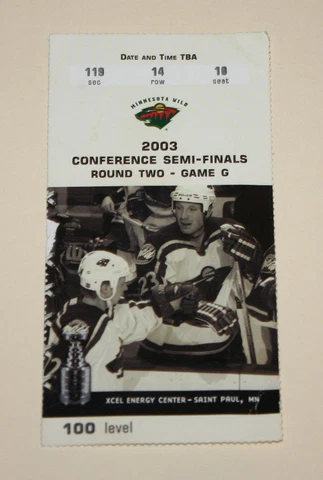 DATE AND TIME TBA
119 14 18
sec row seat
MINNESOTA WILD
2003
CONFERENCE SEMI-FINALS
ROUND TWO - GAME G
XCEL ENERGY CENTER - SAINT PAUL, MN
100 level